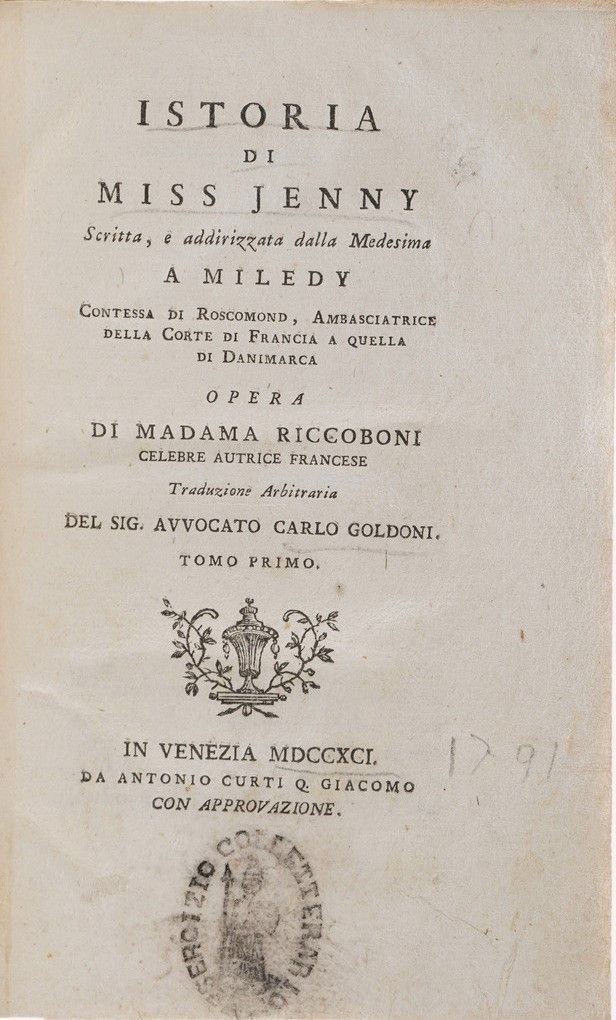 ISTORIA
DI
MISS JENNY
Scritta, e addirizzata dalla Medesima
A MILEDY
CONTESSA DI ROSCOMOND, AMBASCIATRICE
DELLA CORTE DI FRANCIA A QUELLA
DI DANIMARCA
OPERA
DI MADAMA RICCOBONI
CELEBRE AUTRICE FRANCESE
Traduzione Arbitraria
DEL SIG. AVVOCATO CARLO GOLDONI.
TOMO PRIMO.
IN VENEZIA MDCCXCI.
1791
DA ANTONIO CURTI Q. GIACOMO
CON APPROVAZIONE.